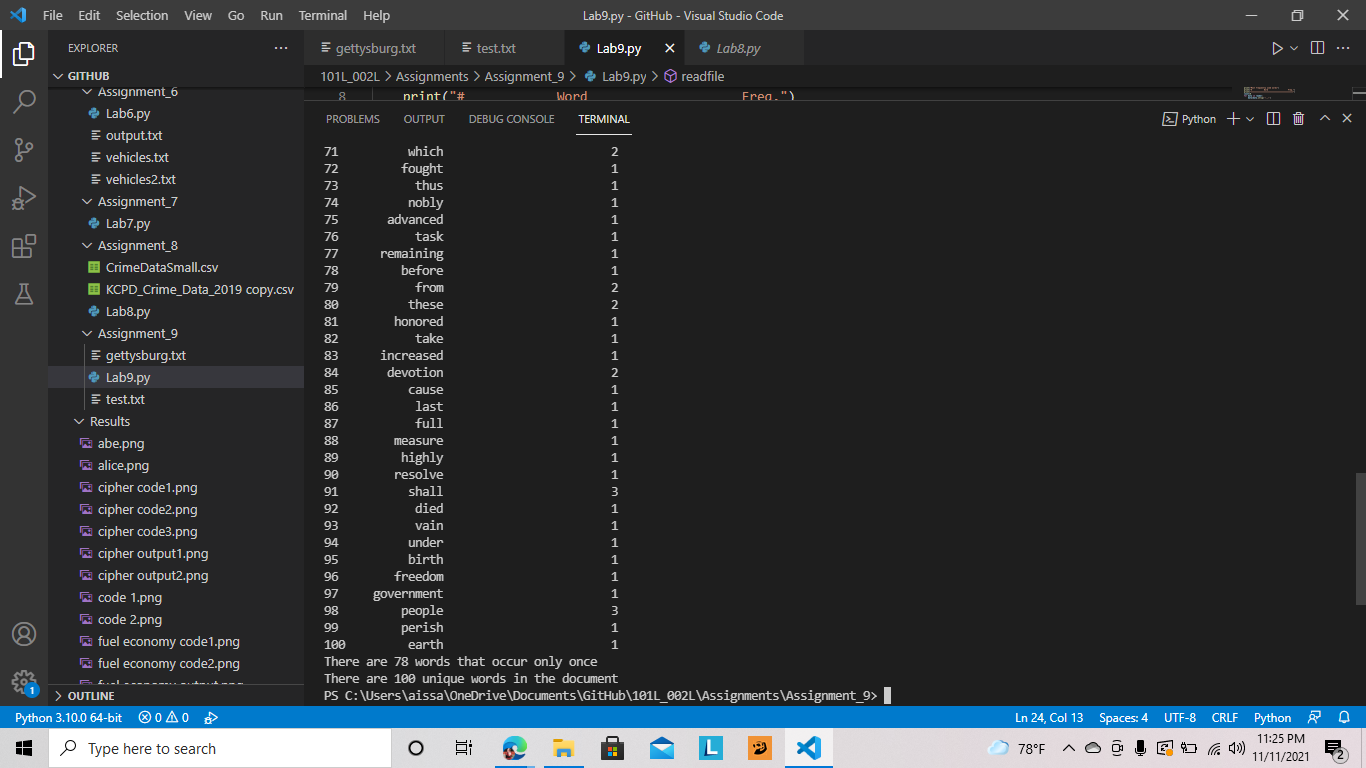 File Edit Selection View Go Run Terminal Help
Lab9.py - GitHub - Visual Studio Code
EXPLORER
GITHUB
Assignment_6
Lab6.py
output.txt
vehicles.txt
vehicles2.txt
Assignment_7
Lab7.py
Assignment_8
CrimeDataSmall.csv
KCPD_Crime_Data_2019 copy.csv
Lab8.py
Assignment_9
gettysburg.txt
Lab9.py
test.txt
Results
abe.png
alice.png
cipher code1.png
cipher code2.png
cipher code3.png
cipher output1.png
cipher output2.png
code 1.png
code 2.png
fuel economy code1.png
fuel economy code2.png
fuel economy output.png
OUTLINE
gettysburg.txt test.txt Lab9.py Lab8.py
101L_002L > Assignments > Assignment_9 > Lab9.py > readfile
8 print("# Word Freq.")
PROBLEMS OUTPUT DEBUG CONSOLE TERMINAL
Python
71 which 2
72 fought 1
73 thus 1
74 nobly 1
75 advanced 1
76 task 1
77 remaining 1
78 before 1
79 from 2
80 these 2
81 honored 1
82 take 1
83 increased 1
84 devotion 2
85 cause 1
86 last 1
87 full 1
88 measure 1
89 highly 1
90 resolve 1
91 shall 3
92 died 1
93 vain 1
94 under 1
95 birth 1
96 freedom 1
97 government 1
98 people 3
99 perish 1
100 earth 1
There are 78 words that occur only once
There are 100 unique words in the document
PS C:\Users\aissa\OneDrive\Documents\GitHub\101L_002L\Assignments\Assignment_9>
1
Python 3.10.0 64-bit 0 0
Ln 24, Col 13 Spaces: 4 UTF-8 CRLF Python
Type here to search
L
78°F
11:25 PM
11/11/2021
2